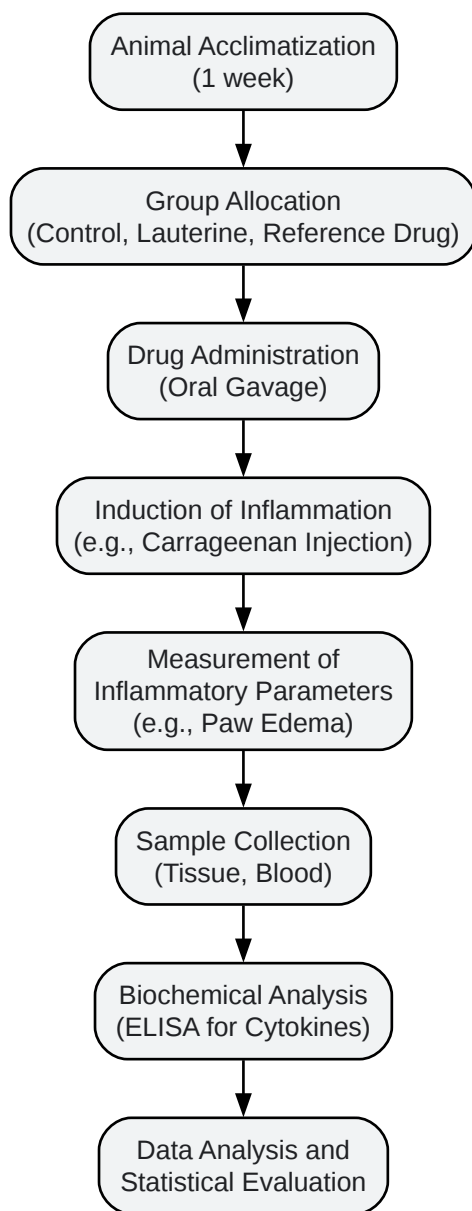 Animal Acclimatization
(1 week)
Group Allocation
(Control, Lauterine, Reference Drug)
Drug Administration
(Oral Gavage)
Induction of Inflammation
(e.g., Carrageenan Injection)
Measurement of
Inflammatory Parameters
(e.g., Paw Edema)
Sample Collection
(Tissue, Blood)
Biochemical Analysis
(ELISA for Cytokines)
Data Analysis and
Statistical Evaluation